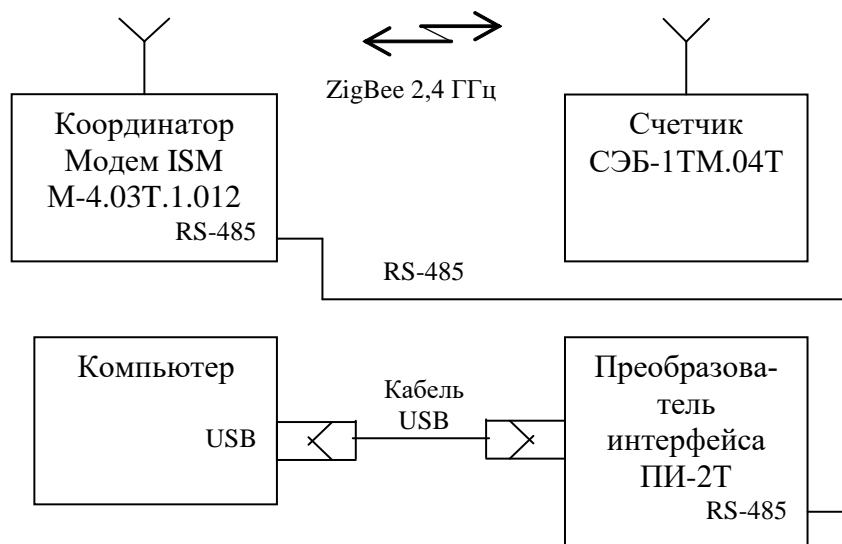 ZigBee 2,4 ГГц
Координатор
Модем ISM
М-4.03Т.1.012
RS-485
Счетчик
СЭБ-1ТМ.04Т
RS-485
Компьютер
USB
Кабель
USB
Преобразова-
тель
интерфейса
ПИ-2Т
RS-485